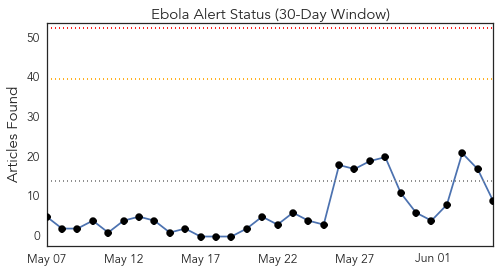 Ebola Alert Status (30-Day Window)
Articles Found
50
40
30
20
10
0
May 07
May 12
May 17
May 22
May 27
Jun 01